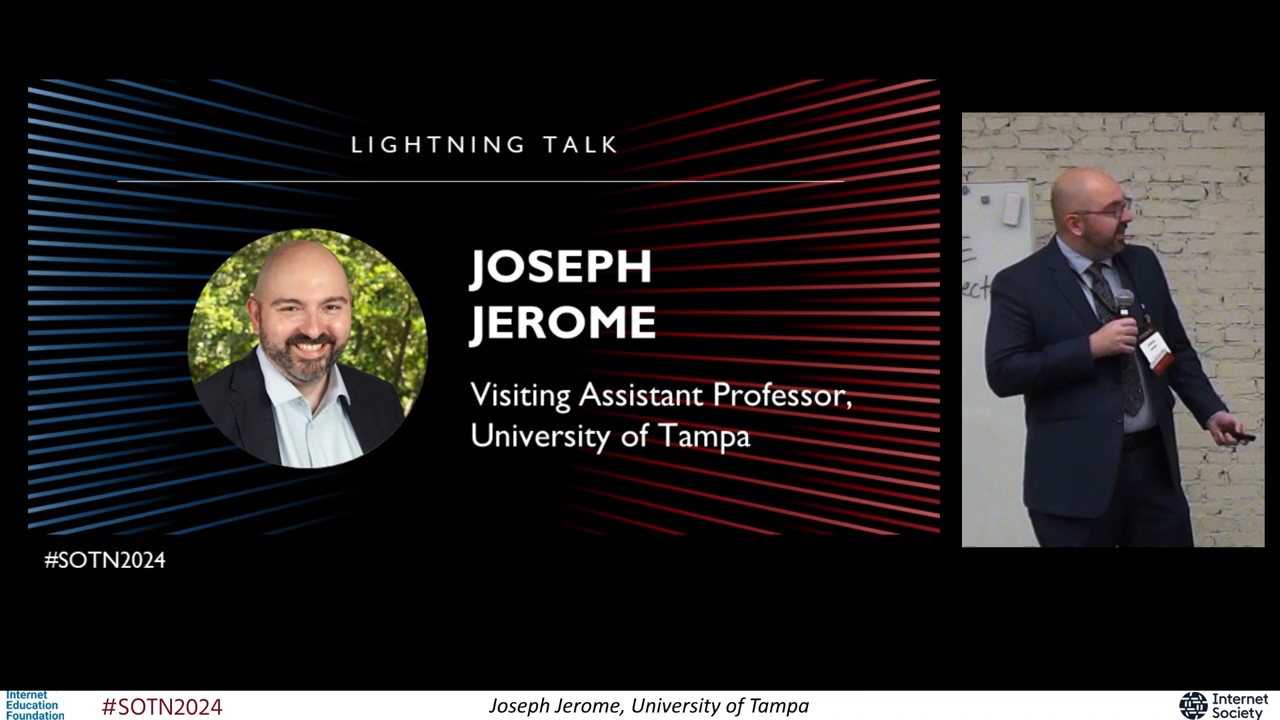 LIGHTNING TALK
JOSEPH
JEROME
Visiting Assistant Professor,
University of Tampa
#SOTN2024
Internet
Education
Foundation
#SOTN2024
Joseph Jerome, University of Tampa
Internet
Society